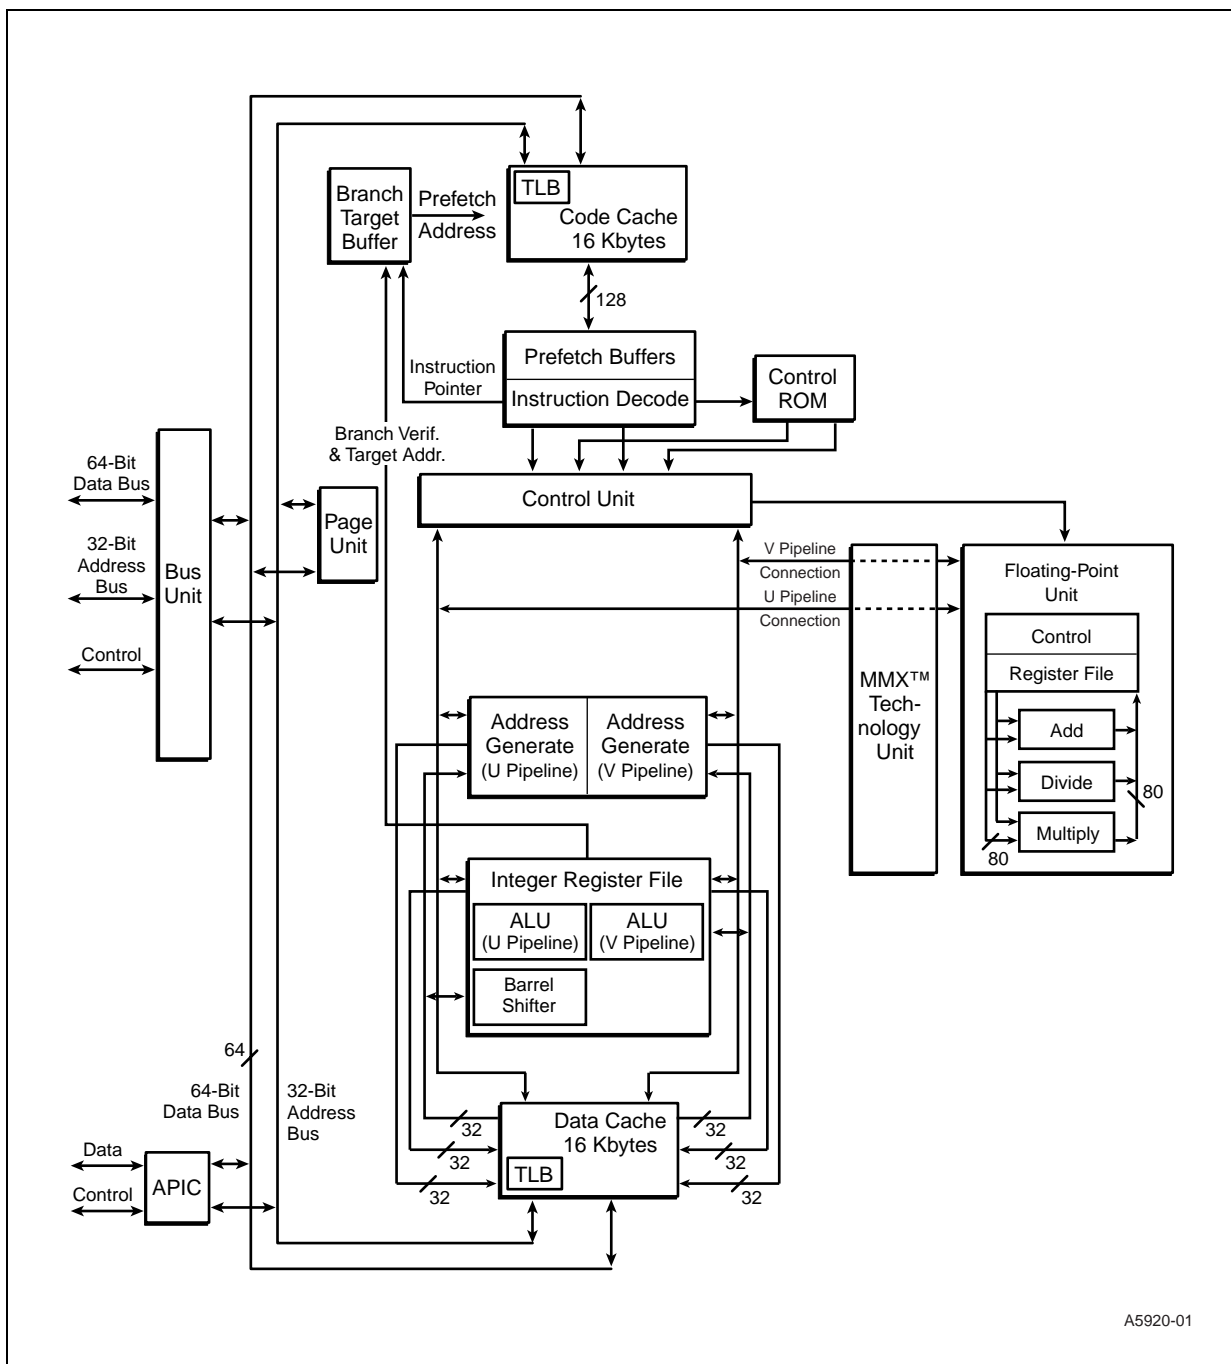 TLB
Branch
Target
Buffer
Prefetch
Address
Code Cache
16 Kbytes
128
Prefetch Buffers
Instruction Decode
Instruction
Pointer
Control
ROM
Branch Verif.
& Target Addr.
64-Bit
Data Bus
32-Bit
Address
Bus
Control
Bus
Unit
Page
Unit
Control Unit
V Pipeline
Connection
U Pipeline
Connection
MMX™
Tech-
nology
Unit
Floating-Point
Unit
Control
Register File
Add
Divide
Multiply
80
80
Address
Generate
(U Pipeline)
Address
Generate
(V Pipeline)
Integer Register File
ALU
(U Pipeline)
ALU
(V Pipeline)
Barrel
Shifter
64
64-Bit
Data Bus
32-Bit
Address
Bus
Data
Control
APIC
Data Cache
16 Kbytes
TLB
32
32
32
32
32
32
A5920-01